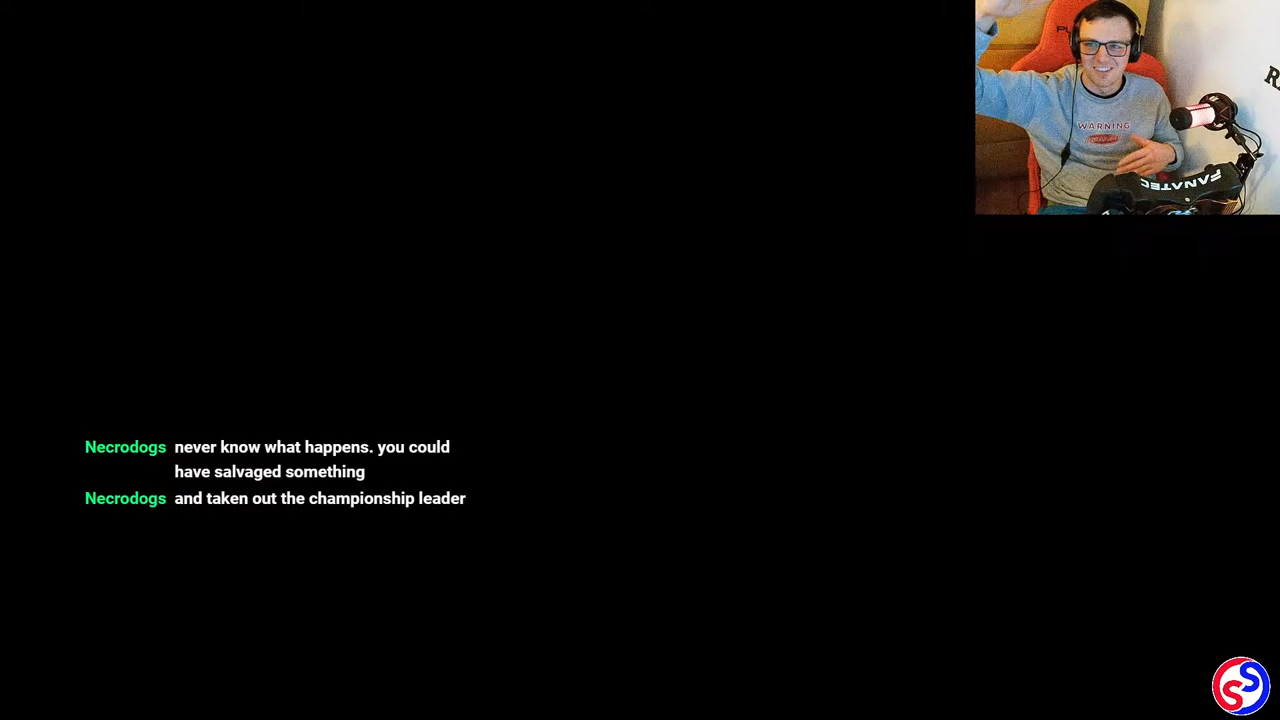 WARNING
FANATEC
Necrodogs never know what happens. you could
have salvaged something
Necrodogs and taken out the championship leader